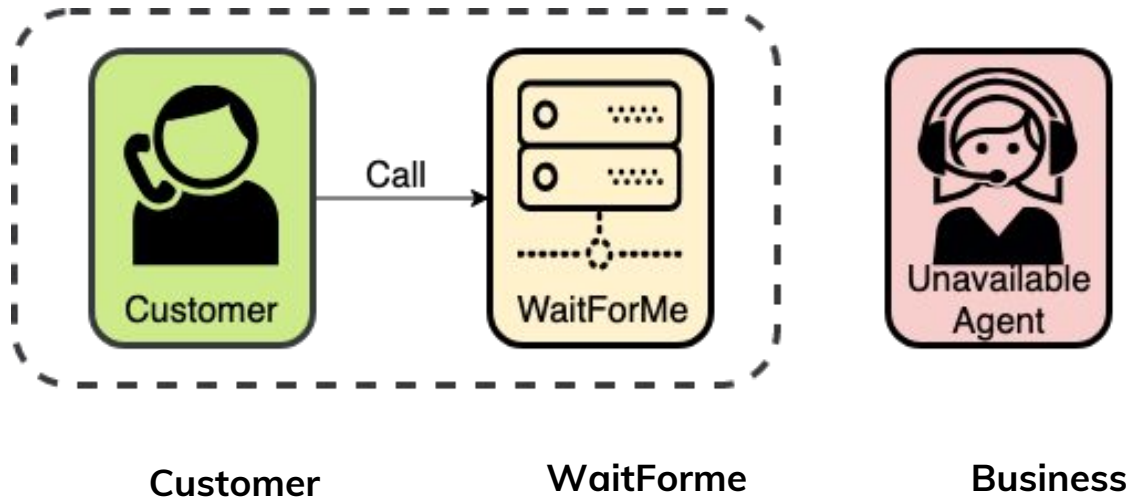 Call
Customer
WaitForMe
Unavailable
Agent
Customer
WaitForme
Business